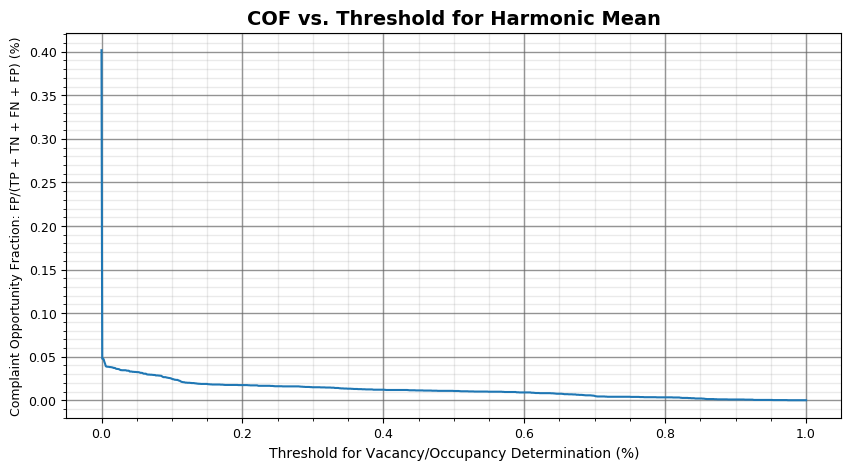 COF vs. Threshold for Harmonic Mean
Complaint Opportunity Fraction: FP/(TP + TN + FN + FP) (%)
0.40
0.35
0.30
0.25
0.20
0.15
0.10
0.05
0.00
0.0 0.2 0.4 0.6 0.8 1.0
Threshold for Vacancy/Occupancy Determination (%)